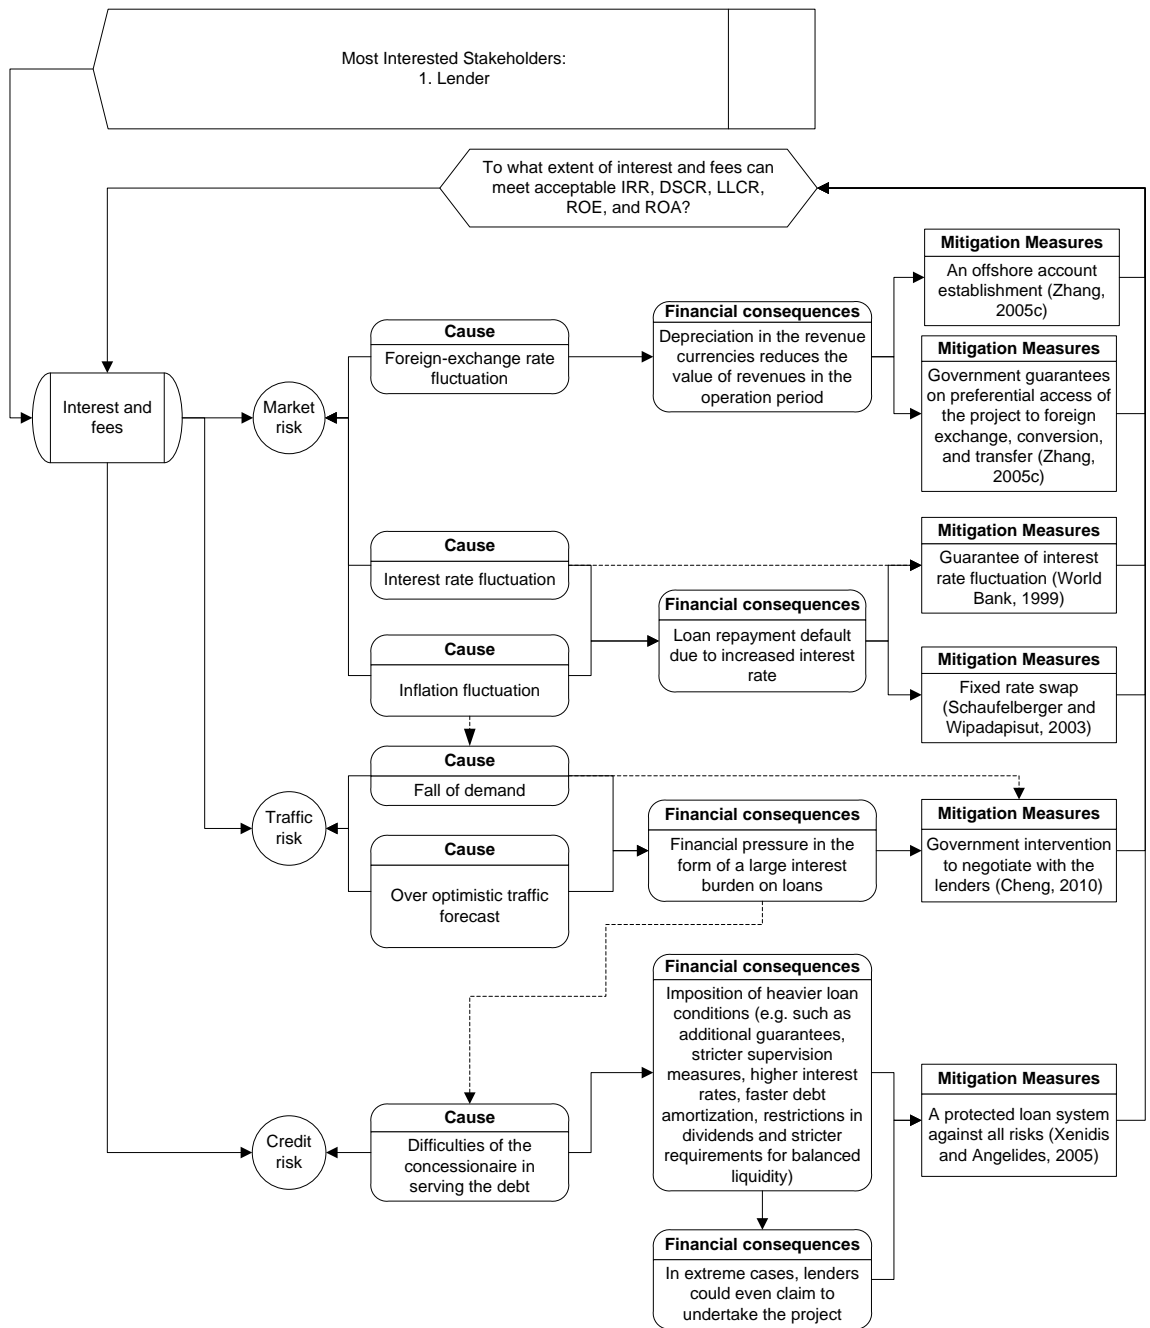 Most Interested Stakeholders:
1. Lender
To what extent of interest and fees can
meet acceptable IRR, DSCR, LLCR,
ROE, and ROA?
Interest and
fees
Market
risk
Cause
Foreign-exchange rate
fluctuation
Financial consequences
Depreciation in the revenue
currencies reduces the
value of revenues in the
operation period
Mitigation Measures
An offshore account
establishment (Zhang,
2005c)
Mitigation Measures
Government guarantees
on preferential access of
the project to foreign
exchange, conversion,
and transfer (Zhang,
2005c)
Cause
Interest rate fluctuation
Cause
Inflation fluctuation
Financial consequences
Loan repayment default
due to increased interest
rate
Mitigation Measures
Guarantee of interest
rate fluctuation (World
Bank, 1999)
Mitigation Measures
Fixed rate swap
(Schaufelberger and
Wipadapisut, 2003)
Traffic
risk
Cause
Fall of demand
Cause
Over optimistic traffic
forecast
Financial consequences
Financial pressure in the
form of a large interest
burden on loans
Mitigation Measures
Government intervention
to negotiate with the
lenders (Cheng, 2010)
Credit
risk
Cause
Difficulties of the
concessionaire in
serving the debt
Financial consequences
Imposition of heavier loan
conditions (e.g. such as
additional guarantees,
stricter supervision
measures, higher interest
rates, faster debt
amortization, restrictions in
dividends and stricter
requirements for balanced
liquidity)
Financial consequences
In extreme cases, lenders
could even claim to
undertake the project
Mitigation Measures
A protected loan system
against all risks (Xenidis
and Angelides, 2005)